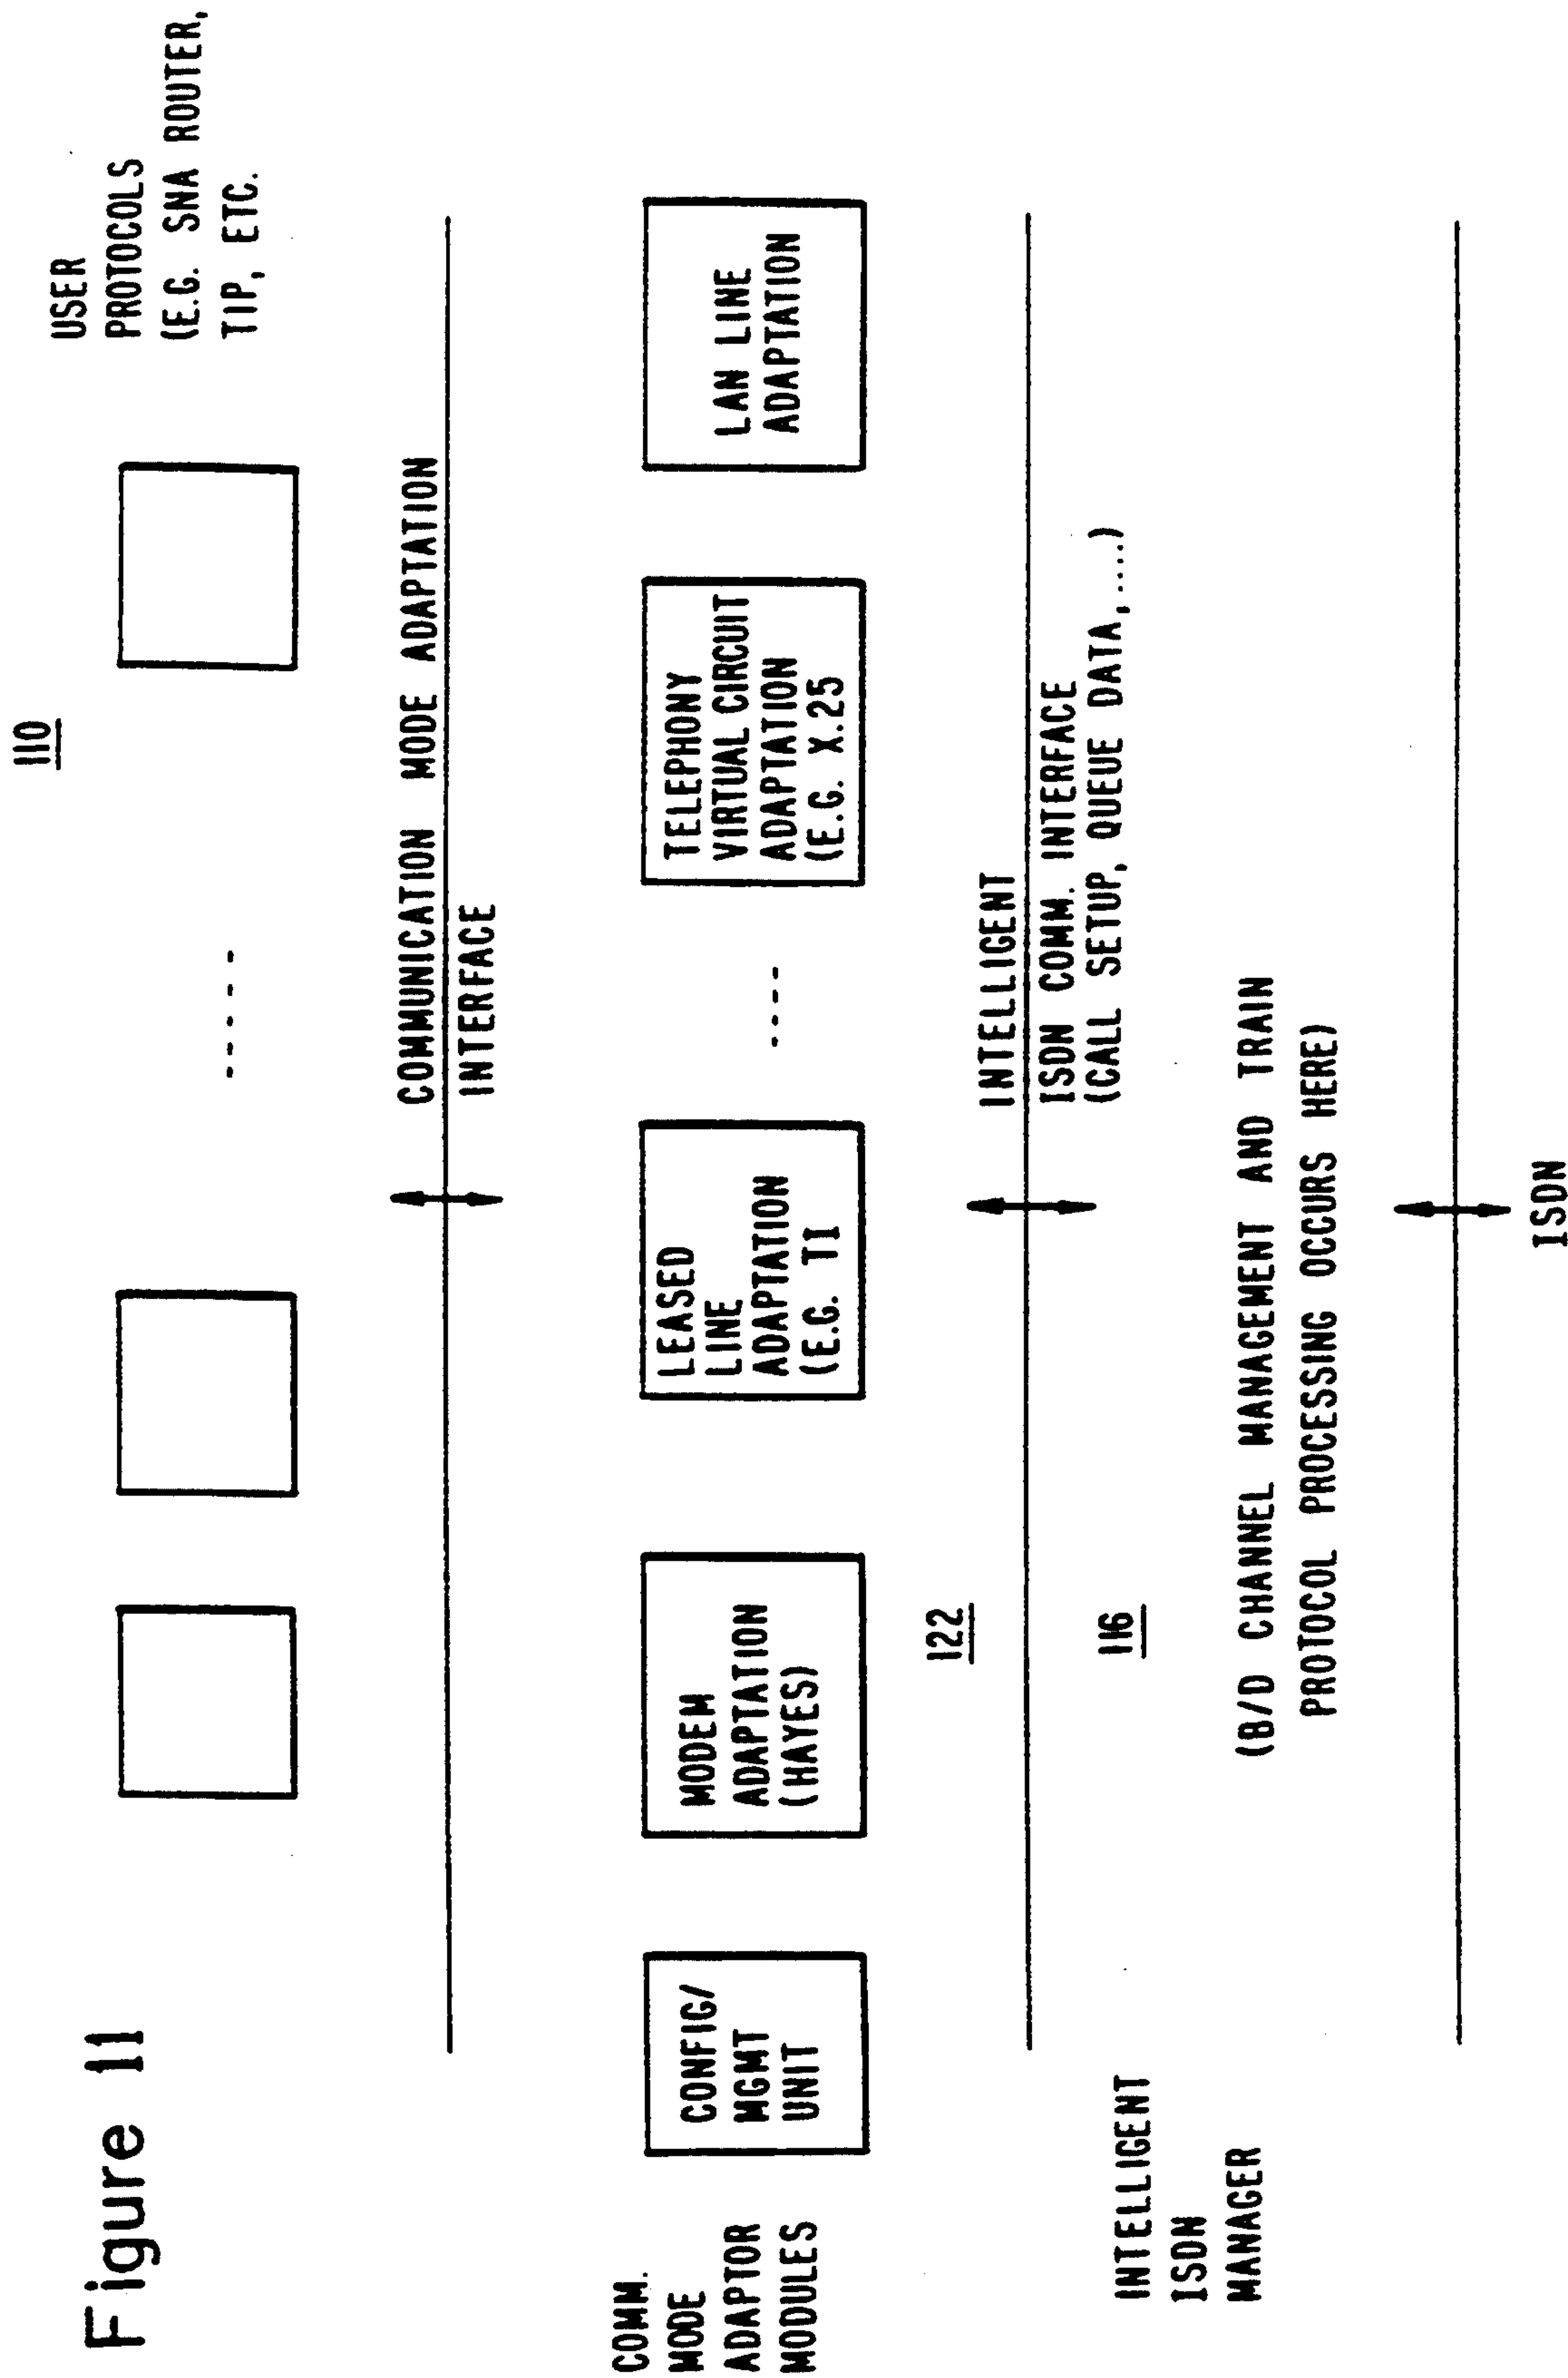 Figure 11
110
USER
PROTOCOLS
(E.G. SNA ROUTER,
TIP, ETC.
-----
COMMUNICATION MODE ADAPTATION
INTERFACE
COMM.
MODE
ADAPTOR
MODULES
CONFIG/
MGMT
UNIT
MODEM
ADAPTATION
(HAYES)
LEASED
LINE
ADAPTATION
(E.G. T1
----
TELEPHONY
VIRTUAL CIRCUIT
ADAPTATION
(E.G. X.25
LAN LINE
ADAPTATION
122
INTELLIGENT
ISDN COMM. INTERFACE
(CALL SETUP, QUEUE DATA,....)
116
INTELLIGENT
ISDN
MANAGER
(B/D CHANNEL MANAGEMENT AND TRAIN
PROTOCOL PROCESSING OCCURS HERE)
ISDN